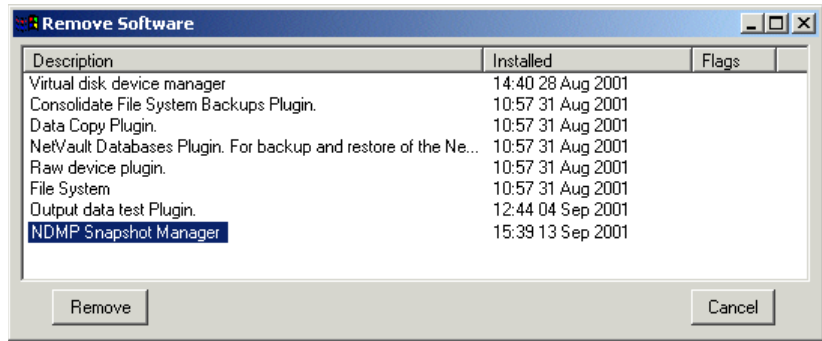 Remove Software
Description Installed Flags
Virtual disk device manager 14:40 28 Aug 2001
Consolidate File System Backups Plugin. 10:57 31 Aug 2001
Data Copy Plugin. 10:57 31 Aug 2001
NetVault Databases Plugin. For backup and restore of the Ne... 10:57 31 Aug 2001
Raw device plugin. 10:57 31 Aug 2001
File System 10:57 31 Aug 2001
Output data test Plugin. 12:44 04 Sep 2001
NDMP Snapshot Manager 15:39 13 Sep 2001
Remove Cancel